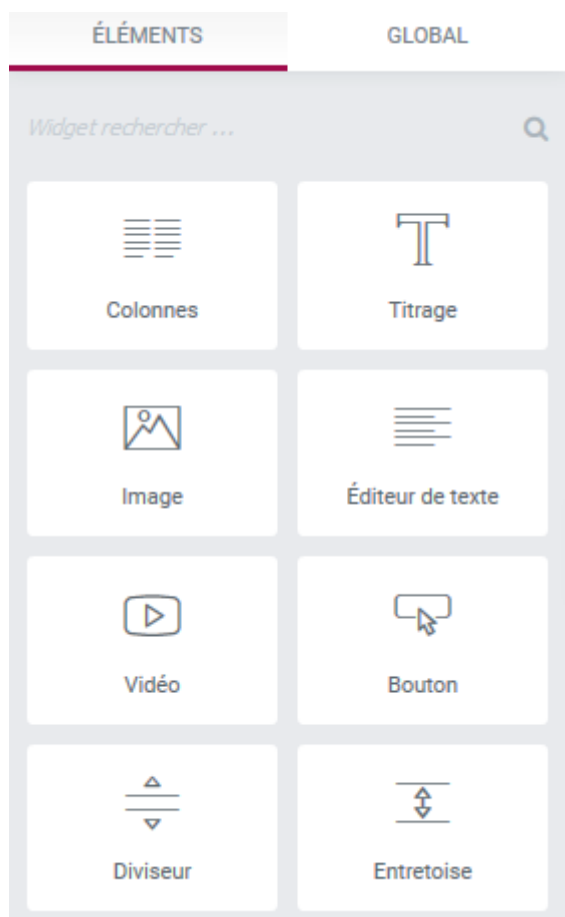 ÉLÉMENTS GLOBAL
Widget rechercher ...
Colonnes Titrage
Image Éditeur de texte
Vidéo Bouton
Diviseur Entretoise